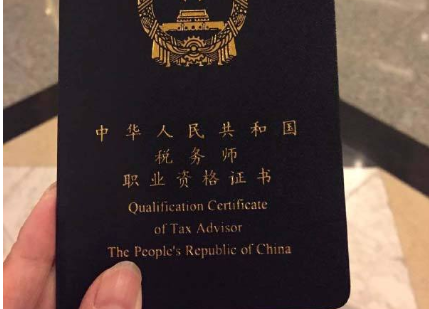 中华人民共和国
税务师
职业资格证书
Qualification Certificate
of Tax Advisor
The People's Republic of China